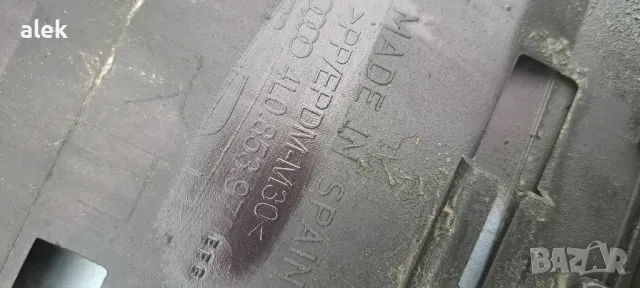 alek
MADE IN SPAIN
>PP/EPDM-M30<
4L0.853.97
BAZAR